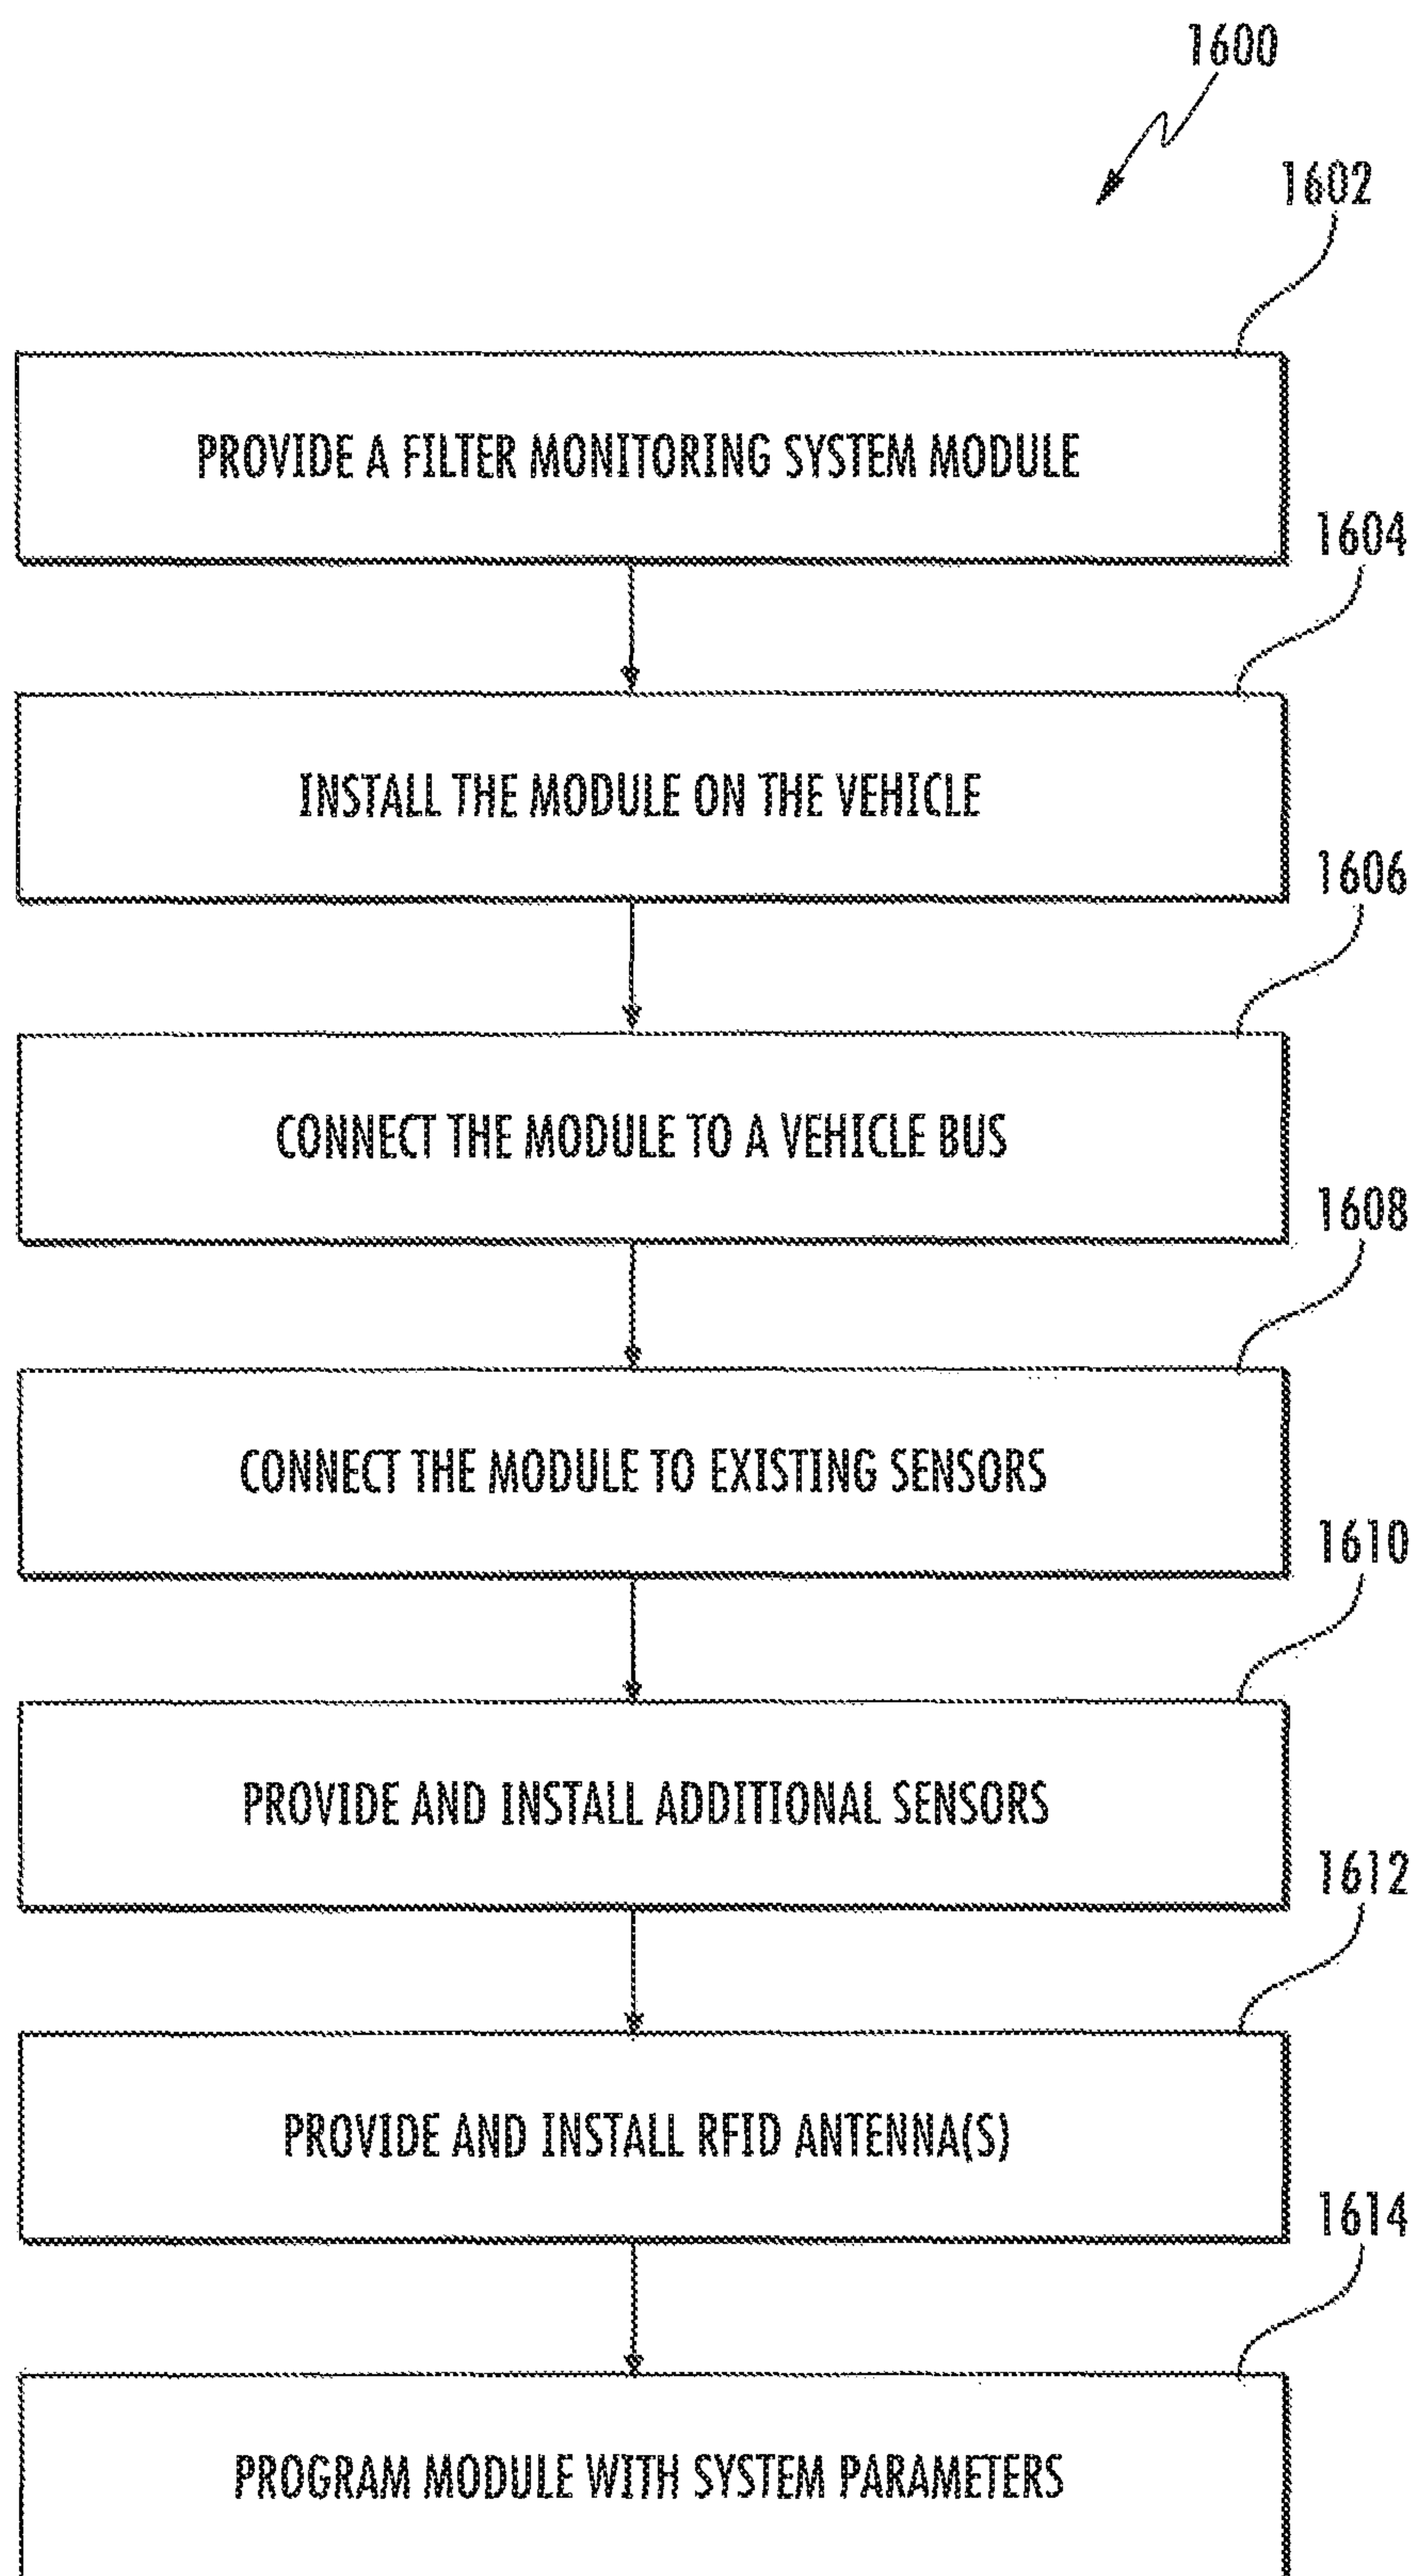 1600
1602
PROVIDE A FILTER MONITORING SYSTEM MODULE
1604
INSTALL THE MODULE ON THE VEHICLE
1606
CONNECT THE MODULE TO A VEHICLE BUS
1608
CONNECT THE MODULE TO EXISTING SENSORS
1610
PROVIDE AND INSTALL ADDITIONAL SENSORS
1612
PROVIDE AND INSTALL RFID ANTENNA(S)
1614
PROGRAM MODULE WITH SYSTEM PARAMETERS